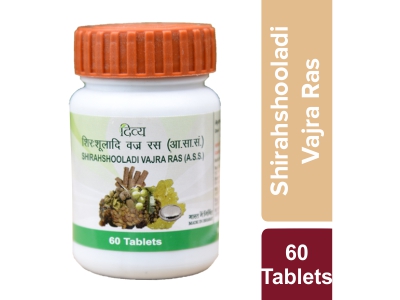 दिव्य
शिरःशूलादि वज्र रस (आ.सा.सं.)
SHIRAHSHOOLADI VAJRA RAS (A.S.S.)
60 Tablets
Shirahshooladi
Vajra Ras
60
Tablets